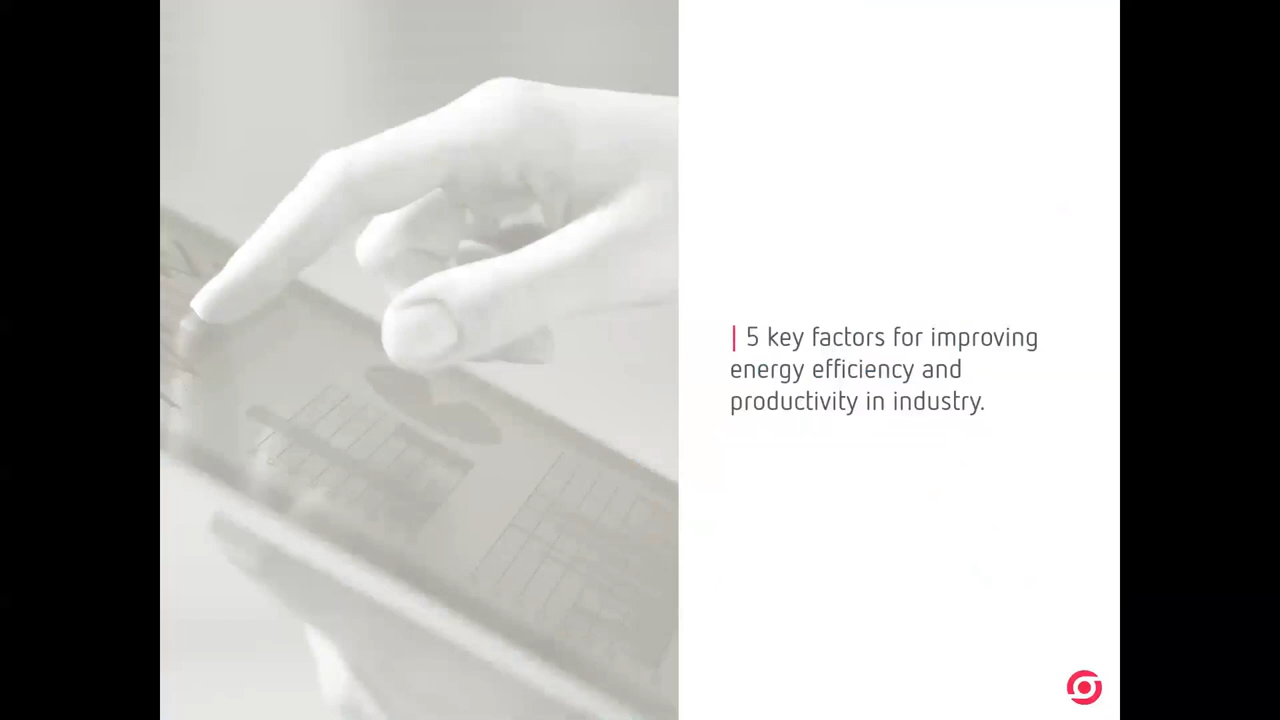 | 5 key factors for improving
energy efficiency and
productivity in industry.